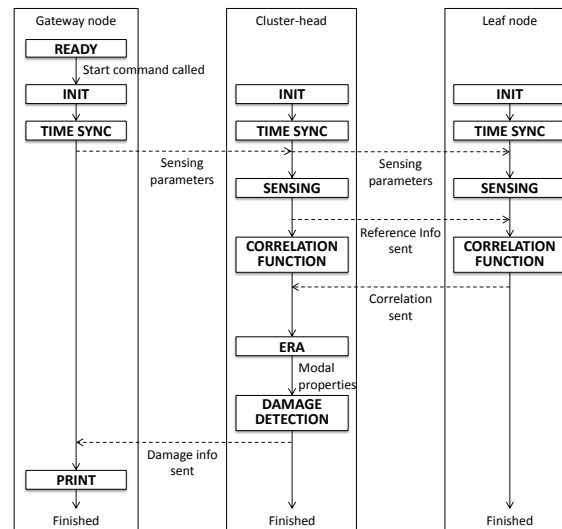 Gateway node
Cluster-head
Leaf node
READY
Start command called
INIT
INIT
INIT
TIME SYNC
TIME SYNC
TIME SYNC
Sensing
parameters
Sensing
parameters
SENSING
SENSING
Reference Info
sent
CORRELATION
FUNCTION
CORRELATION
FUNCTION
Correlation
sent
ERA
Modal
properties
DAMAGE
DETECTION
Damage info
sent
PRINT
Finished
Finished
Finished